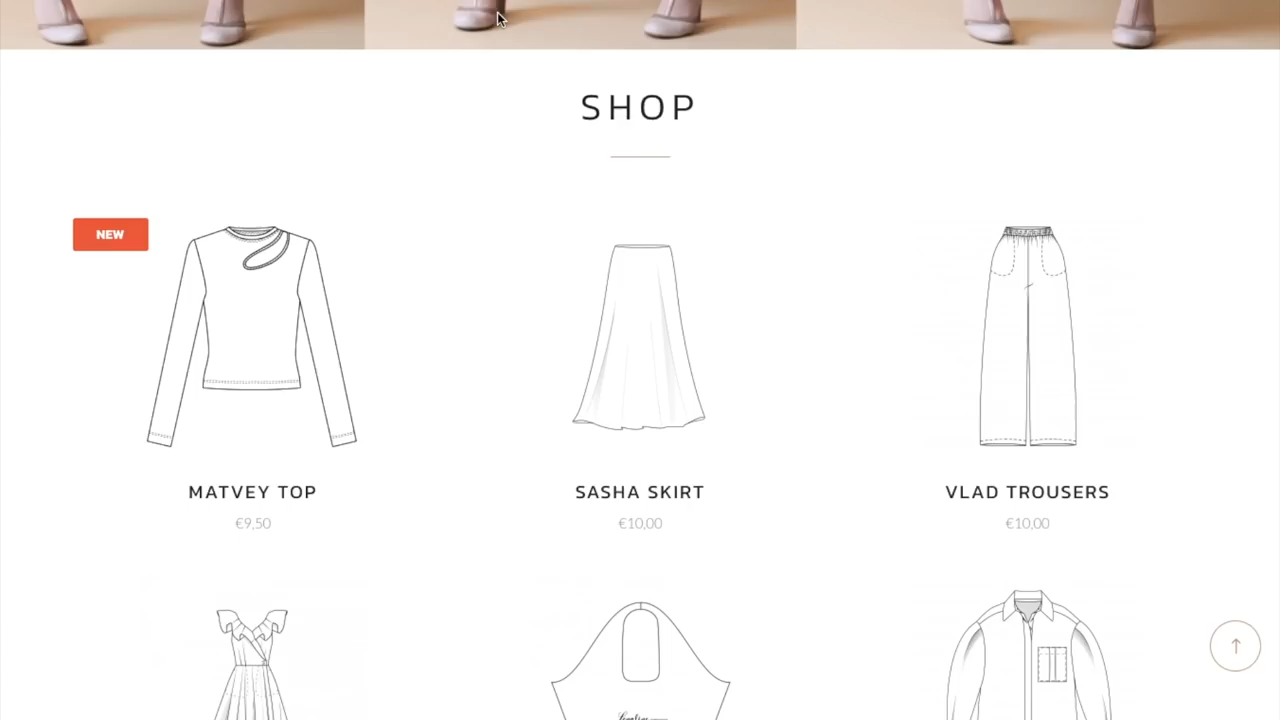 SHOP
NEW
MATVEY TOP
SASHA SKIRT
VLAD TROUSERS
€9,50
€10,00
€10,00